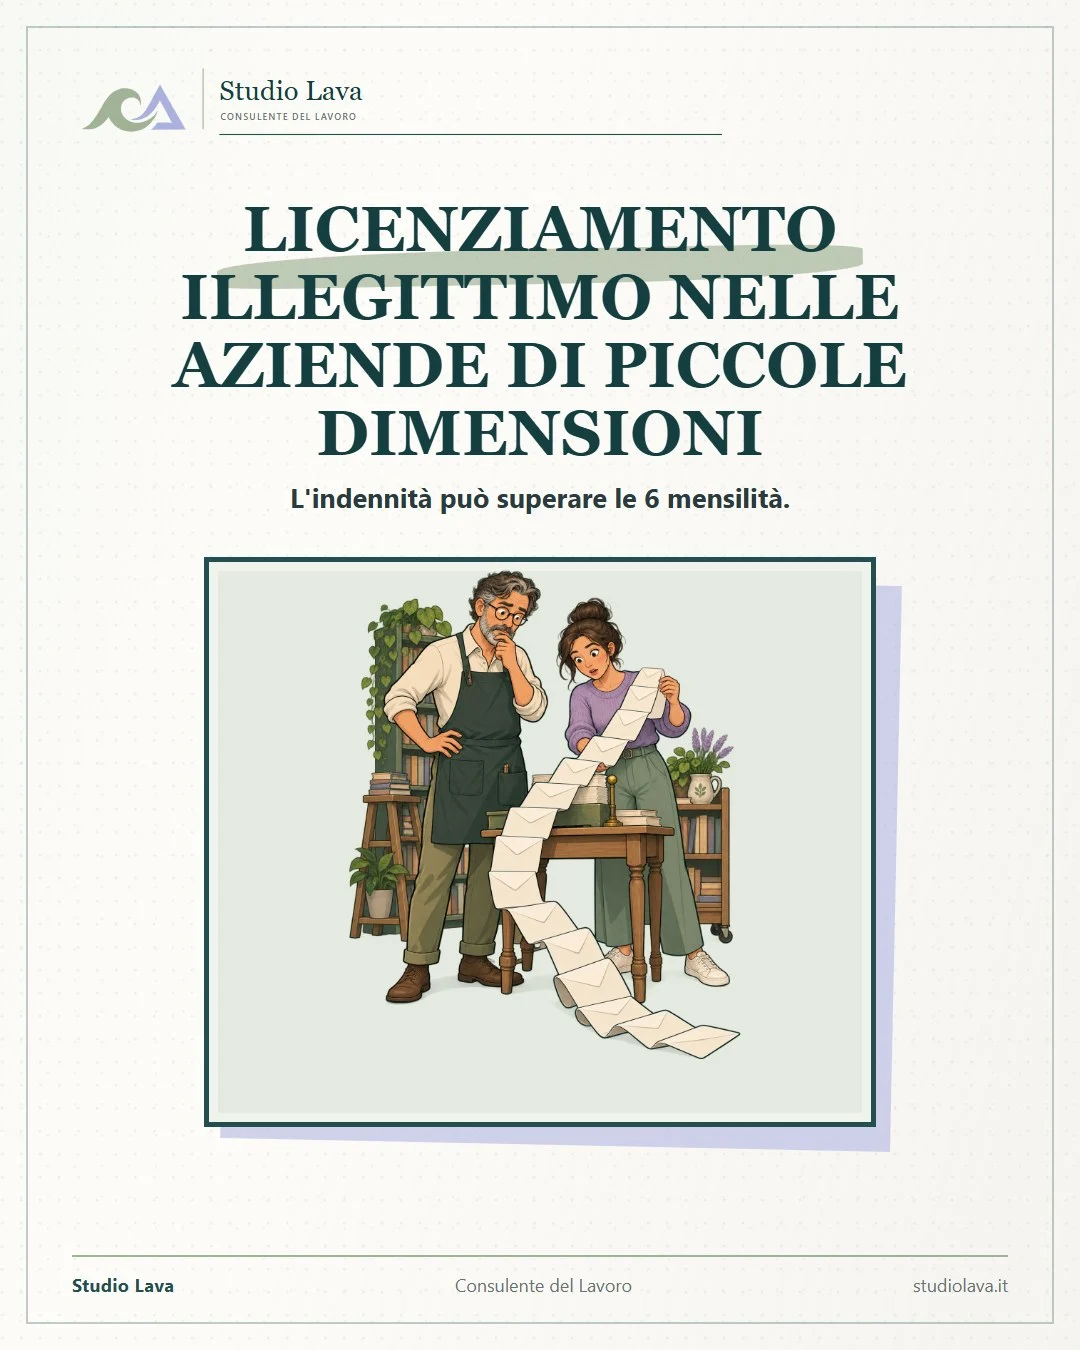 Studio Lava
CONSULENTE DEL LAVORO
LICENZIAMENTO
ILLEGITTIMO NELLE
AZIENDE DI PICCOLE
DIMENSIONI
L'indennità può superare le 6 mensilità.
Studio Lava
Consulente del Lavoro
studiolava.it